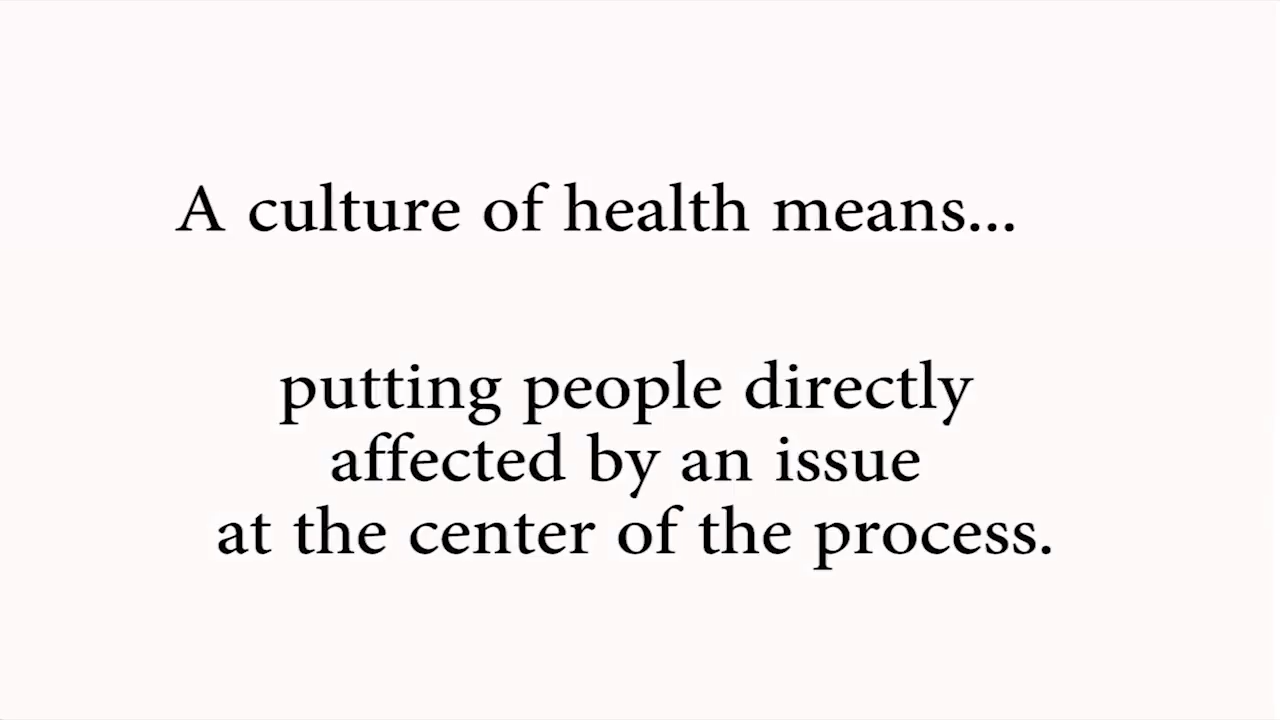 A culture of health means...
putting people directly
affected by an issue
at the center of the process.